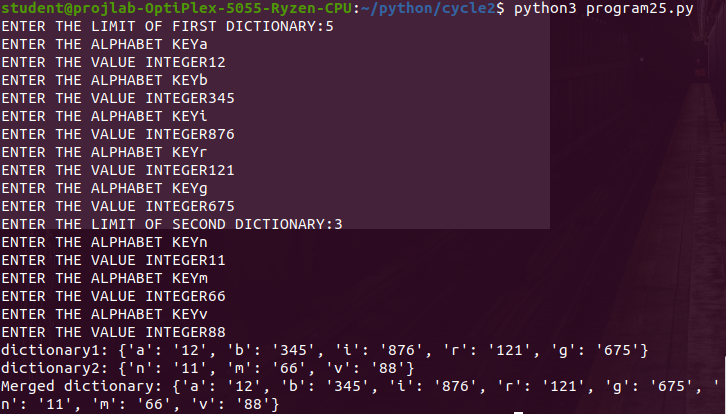 student@projlab-OptiPlex-5055-Ryzen-CPU:~/python/cycle2$ python3 program25.py
ENTER THE LIMIT OF FIRST DICTIONARY:5
ENTER THE ALPHABET KEYa
ENTER THE VALUE INTEGER12
ENTER THE ALPHABET KEYb
ENTER THE VALUE INTEGER345
ENTER THE ALPHABET KEYi
ENTER THE VALUE INTEGER876
ENTER THE ALPHABET KEYr
ENTER THE VALUE INTEGER121
ENTER THE ALPHABET KEYg
ENTER THE VALUE INTEGER675
ENTER THE LIMIT OF SECOND DICTIONARY:3
ENTER THE ALPHABET KEYn
ENTER THE VALUE INTEGER11
ENTER THE ALPHABET KEYm
ENTER THE VALUE INTEGER66
ENTER THE ALPHABET KEYv
ENTER THE VALUE INTEGER88
dictionary1: {'a': '12', 'b': '345', 'i': '876', 'r': '121', 'g': '675'}
dictionary2: {'n': '11', 'm': '66', 'v': '88'}
Merged dictionary: {'a': '12', 'b': '345', 'i': '876', 'r': '121', 'g': '675', '
n': '11', 'm': '66', 'v': '88'}